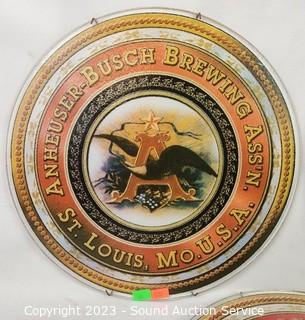 ANHEUSER-BUSCH BREWING ASS'N.
ST. LOUIS, MO. U.S.A.
A
Copyright 2023 - Sound Auction Service